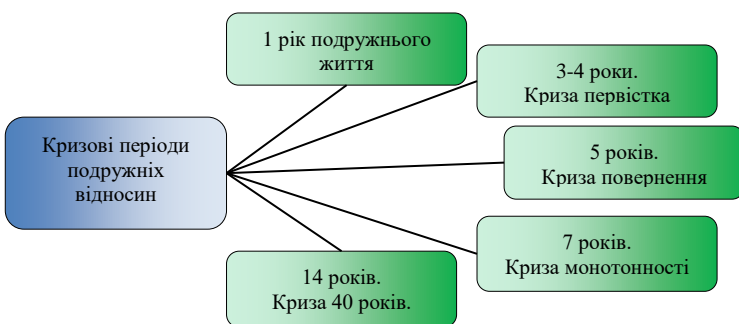 1 рік подружнього
життя
3-4 роки.
Криза первістка
Кризові періоди
подружніх
відносин
5 років.
Криза повернення
7 років.
Криза монотонності
14 років.
Криза 40 років.